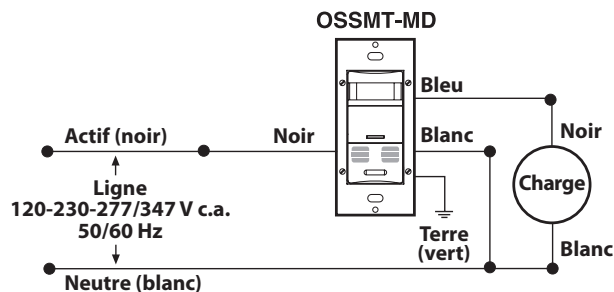 OSSMT-MD
Bleu
Actif (noir)
Noir
Blanc
Noir
Ligne
120-230-277/347 V c.a.
50/60 Hz
Charge
Terre
(vert)
Blanc
Neutre (blanc)